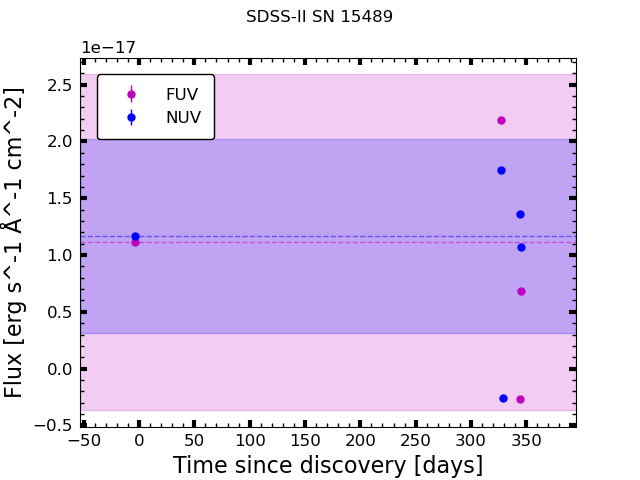 SDSS-II SN 15489
1e−17
FUV
NUV
2.5
2.0
1.5
1.0
0.5
0.0
−0.5
−50
0
50
100
150
200
250
300
350
Flux [erg s^-1 Å^-1 cm^-2]
Time since discovery [days]